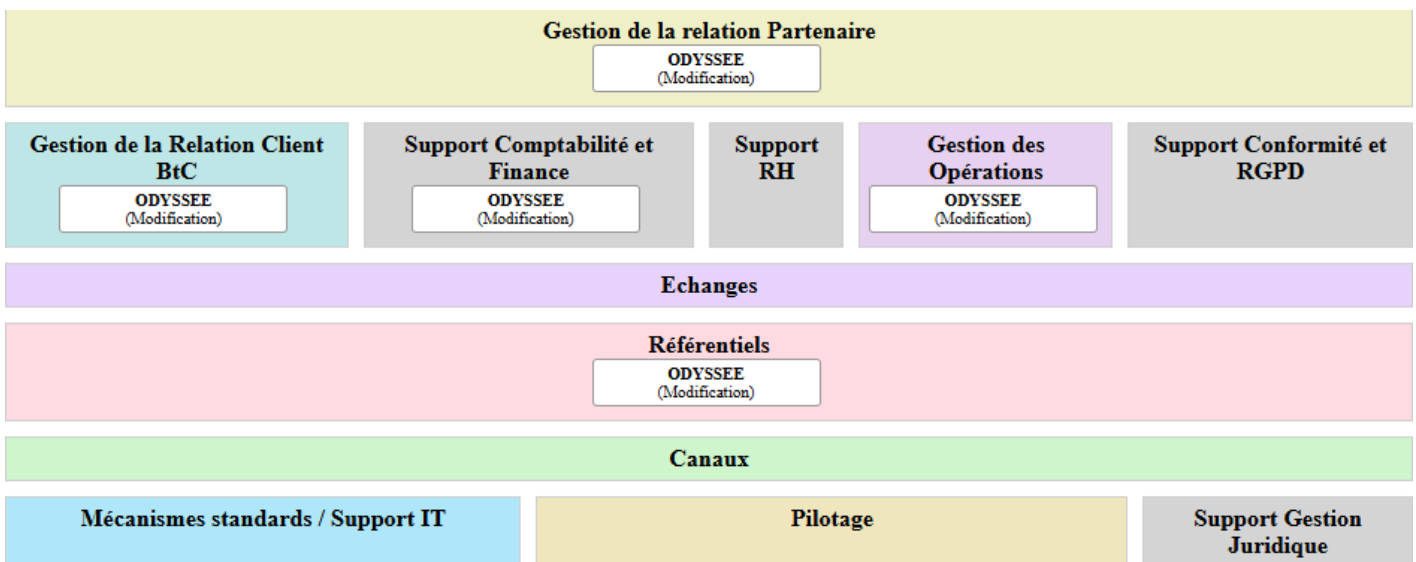 Gestion de la relation Partenaire
ODYSSEE
(Modification)
Gestion de la Relation Client
BtC
ODYSSEE
(Modification)
Support Comptabilité et
Finance
ODYSSEE
(Modification)
Support
RH
Gestion des
Opérations
ODYSSEE
(Modification)
Support Conformité et
RGPD
Echanges
Référentiels
ODYSSEE
(Modification)
Canaux
Mécanismes standards / Support IT
Pilotage
Support Gestion
Juridique